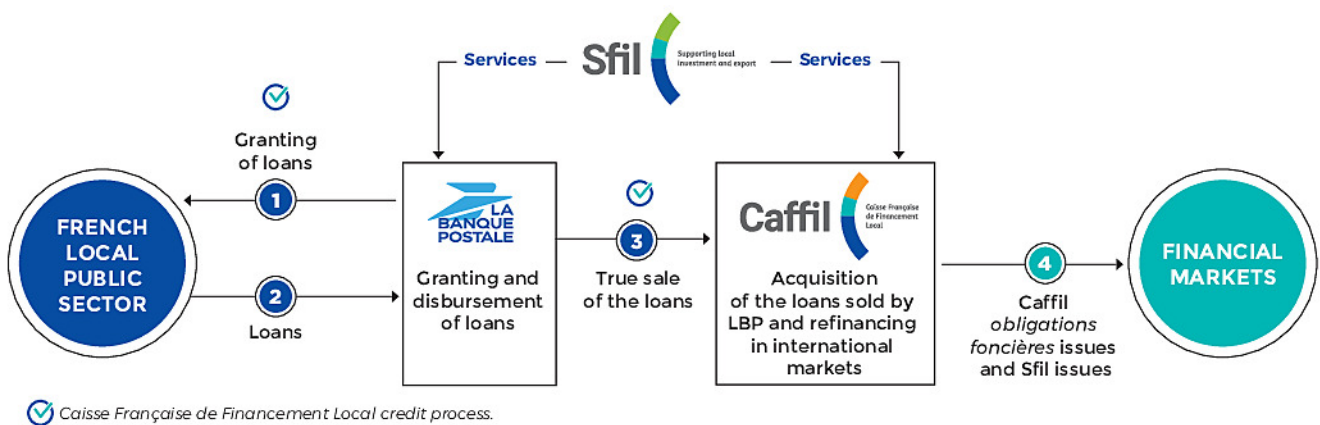 Services
Sfil
Supporting local
investment and export
Services
Granting
of loans
1
FRENCH
LOCAL
PUBLIC
SECTOR
2
Loans
LA
BANQUE
POSTALE
Granting and
disbursement
of loans
3
True sale
of the loans
Caffil
Caisse Française
de Financement
Local
Acquisition
of the loans sold by
LBP and refinancing
in international
markets
4
Caffil
obligations
foncières issues
and Sfil issues
FINANCIAL
MARKETS
Caisse Française de Financement Local credit process.